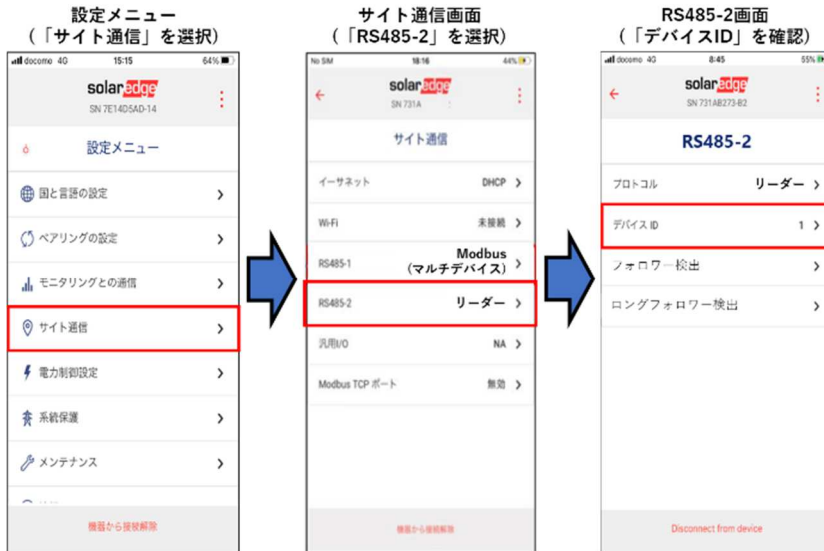 設定メニュー
(「サイト通信」を選択)
docomo 4G 15:15 64%
solaredge
SN 7E14D5AD-14
設定メニュー
国と言語の設定
ペアリングの設定
モニタリングとの通信
サイト通信
電力制御設定
系統保護
メンテナンス
機器から接続解除
サイト通信画面
(「RS485-2」を選択)
No SIM 18:16 44%
solaredge
SN 731A
サイト通信
イーサネット DHCP
Wi-Fi 未接続
RS485-1 Modbus
(マルチデバイス)
RS485-2 リーダー
汎用I/O NA
Modbus TCP ポート 無効
機器から接続解除
RS485-2画面
(「デバイスID」を確認)
docomo 4G 8:45 55%
solaredge
SN 731AB273-B2
RS485-2
プロトコル リーダー
デバイス ID 1
フォロワー検出
ロングフォロワー検出
Disconnect from device